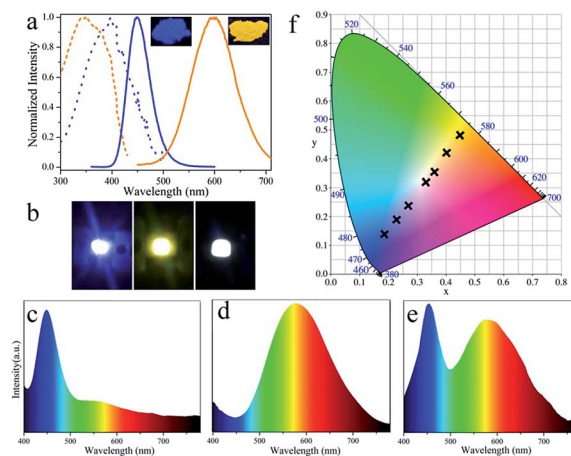 a
Normalized Intensity
1.0
0.8
0.6
0.4
0.2
0.0
300 400 500 600 700
Wavelength (nm)
b
f
y
0.9
0.8
0.7
0.6
0.5
0.4
0.3
0.2
0.1
0.0
0.0 0.1 0.2 0.3 0.4 0.5 0.6 0.7 0.8
x
520
540
560
580
600
620
700
500
490
480
470
460
380
c
Intensity(a.u.)
400 500 600 700
Wavelength (nm)
d
400 500 600 700
Wavelength (nm)
e
400 500 600 700
Wavelength (nm)